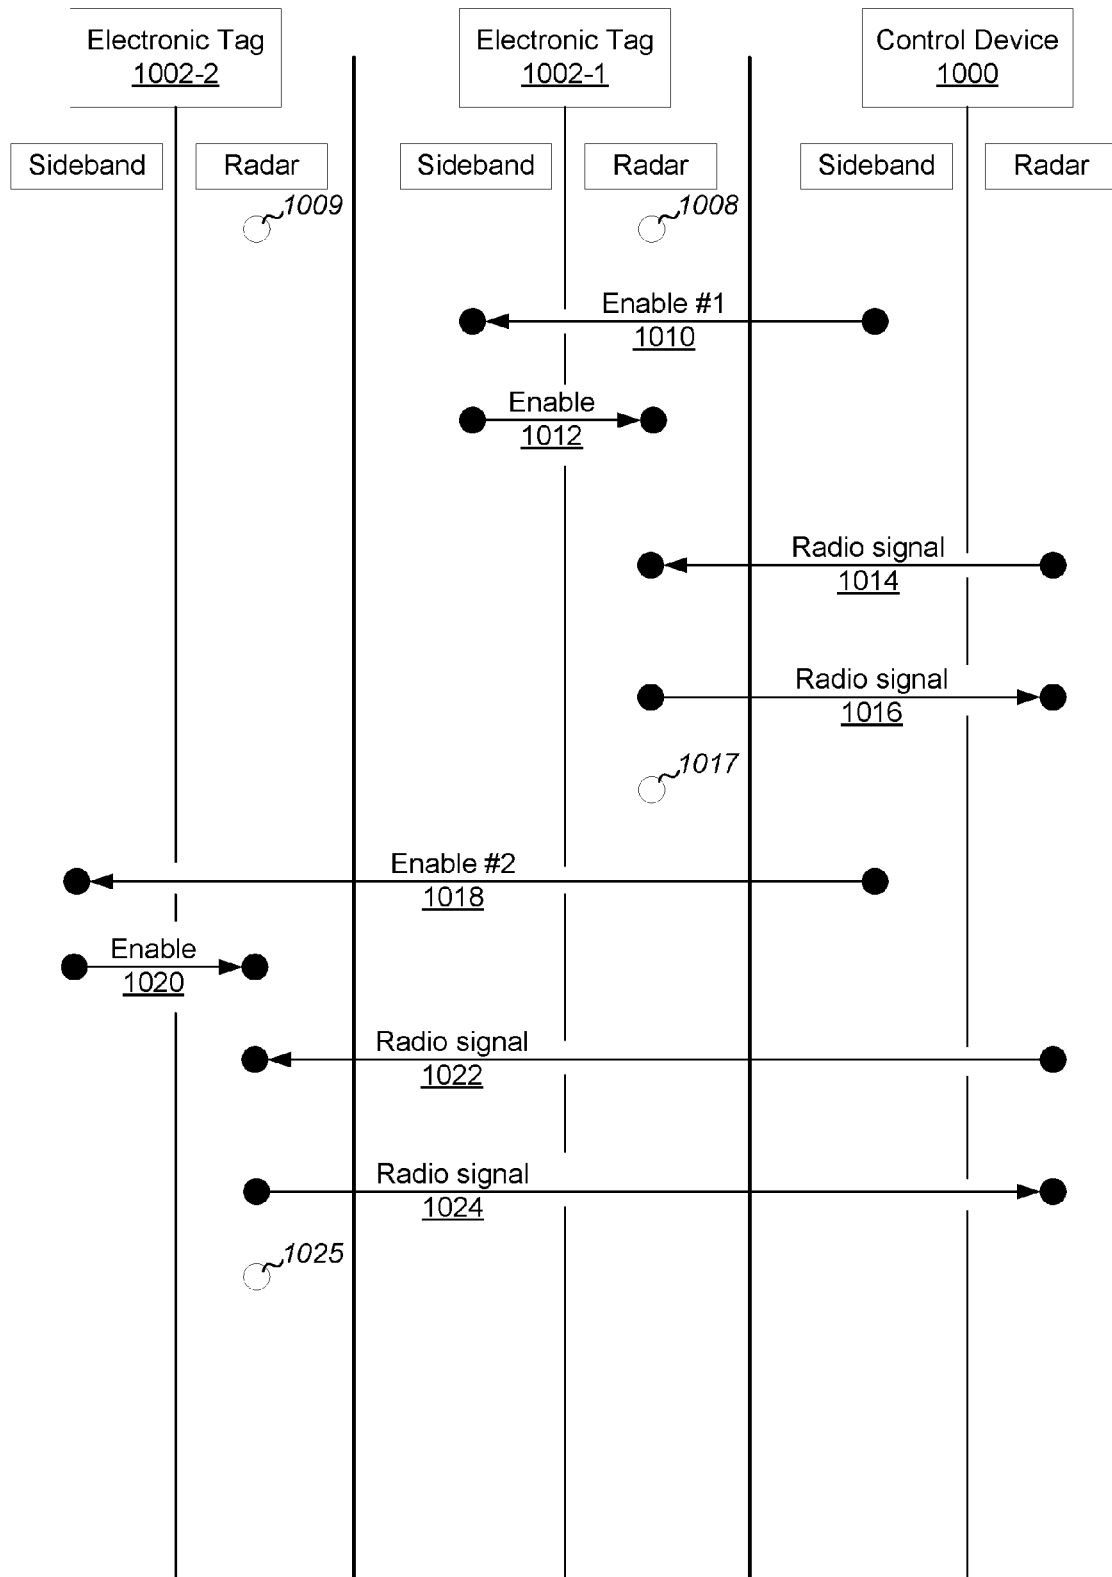 Electronic Tag
1002-2
Electronic Tag
1002-1
Control Device
1000
Sideband
Radar
Sideband
Radar
Sideband
Radar
1009
1008
Enable #1
1010
Enable
1012
Radio signal
1014
Radio signal
1016
1017
Enable #2
1018
Enable
1020
Radio signal
1022
Radio signal
1024
1025